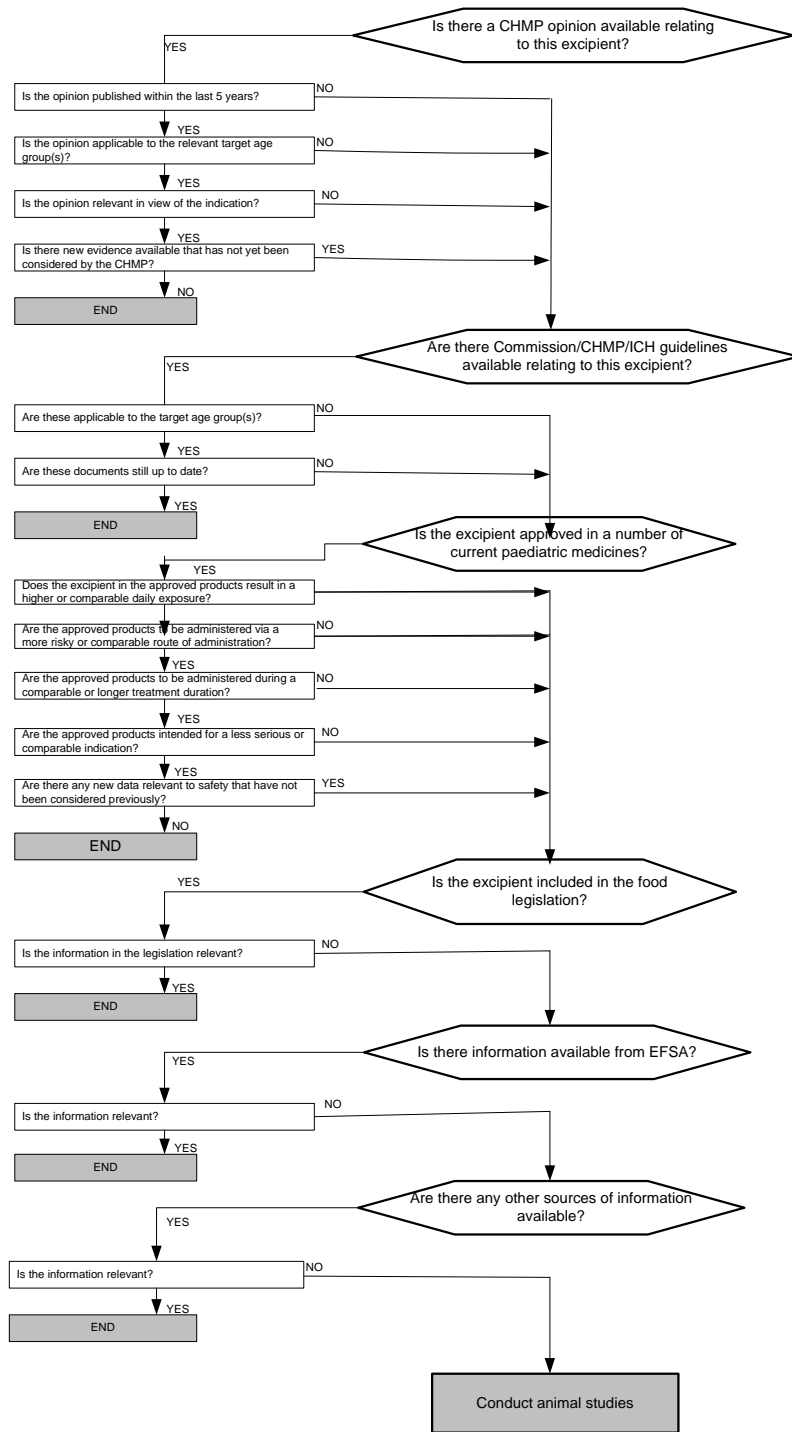 Is there a CHMP opinion available relating
to this excipient?
YES
Is the opinion published within the last 5 years?
NO
YES
Is the opinion applicable to the relevant target age
group(s)?
NO
YES
Is the opinion relevant in view of the indication?
NO
YES
Is there new evidence available that has not yet been
considered by the CHMP?
YES
NO
END
Are there Commission/CHMP/ICH guidelines
available relating to this excipient?
YES
Are these applicable to the target age group(s)?
NO
YES
Are these documents still up to date?
NO
YES
END
Is the excipient approved in a number of
current paediatric medicines?
YES
Does the excipient in the approved products result in a
higher or comparable daily exposure?
Are the approved products to be administered via a
more risky or comparable route of administration?
NO
YES
Are the approved products to be administered during a
comparable or longer treatment duration?
NO
YES
Are the approved products intended for a less serious or
comparable indication?
NO
YES
Are there any new data relevant to safety that have not
been considered previously?
YES
NO
END
Is the excipient included in the food
legislation?
YES
Is the information in the legislation relevant?
NO
YES
END
Is there information available from EFSA?
YES
Is the information relevant?
NO
YES
END
Are there any other sources of information
available?
YES
Is the information relevant?
NO
YES
END
Conduct animal studies